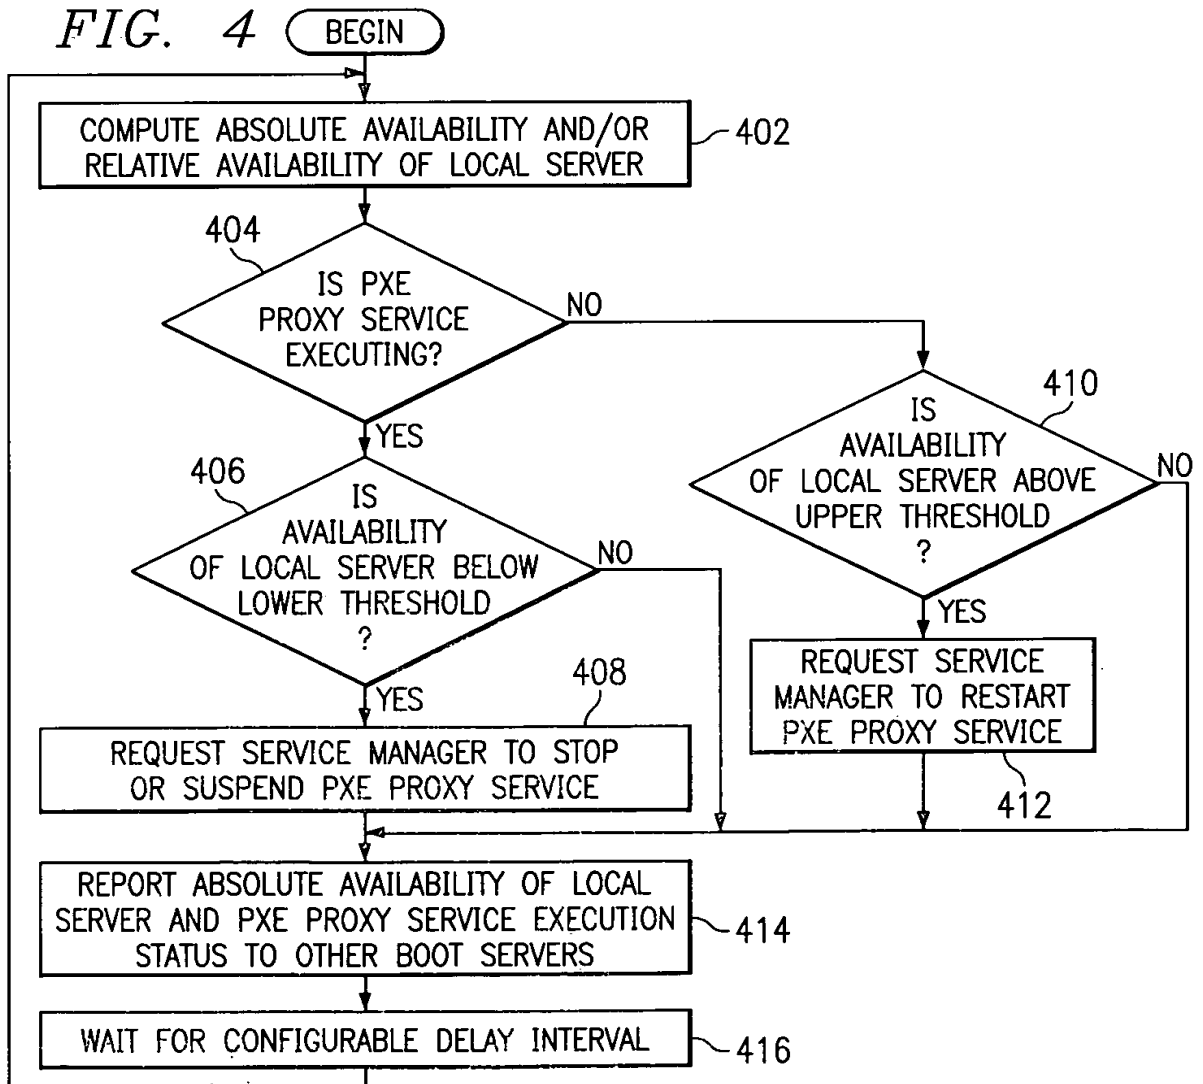 FIG. 4
BEGIN
COMPUTE ABSOLUTE AVAILABILITY AND/OR
RELATIVE AVAILABILITY OF LOCAL SERVER
402
404
IS PXE
PROXY SERVICE
EXECUTING?
NO
YES
410
IS
AVAILABILITY
OF LOCAL SERVER ABOVE
UPPER THRESHOLD
?
NO
YES
406
IS
AVAILABILITY
OF LOCAL SERVER BELOW
LOWER THRESHOLD
?
NO
YES
408
REQUEST SERVICE MANAGER TO STOP
OR SUSPEND PXE PROXY SERVICE
REQUEST SERVICE
MANAGER TO RESTART
PXE PROXY SERVICE
412
REPORT ABSOLUTE AVAILABILITY OF LOCAL
SERVER AND PXE PROXY SERVICE EXECUTION
STATUS TO OTHER BOOT SERVERS
414
WAIT FOR CONFIGURABLE DELAY INTERVAL
416